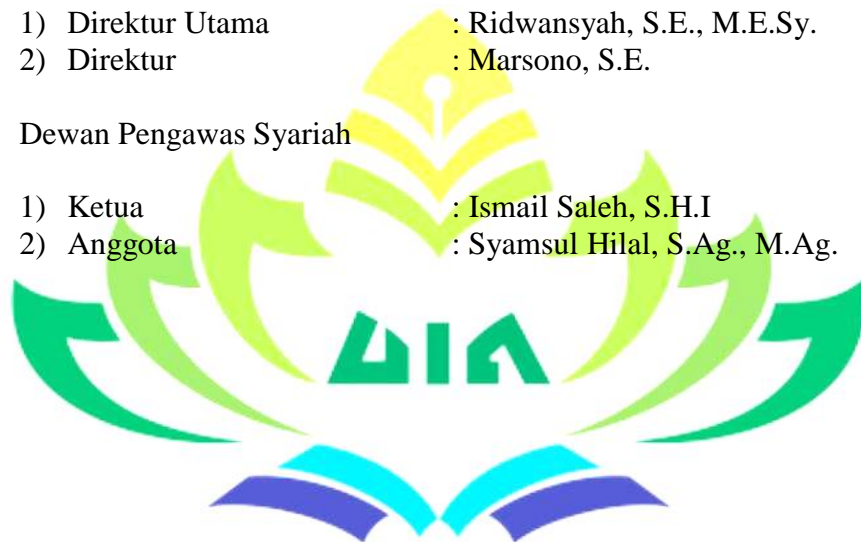 1) Direktur Utama : Ridwansyah, S.E., M.E.Sy.
2) Direktur : Marsono, S.E.
Dewan Pengawas Syariah
1) Ketua : Ismail Saleh, S.H.I
2) Anggota : Syamsul Hilal, S.Ag., M.Ag.